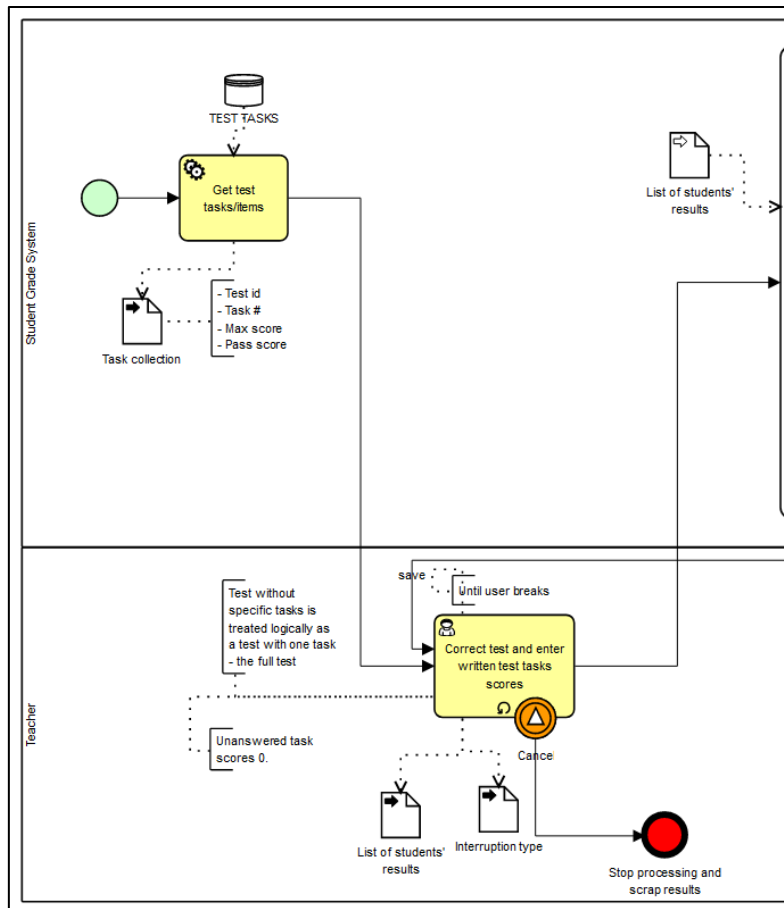 Student Grade System
TEST TASKS
Get test
tasks/items
- Test id
- Task #
- Max score
- Pass score
Task collection
List of students'
results
Teacher
Test without
specific tasks is
treated logically as
a test with one task
- the full test
save
Until user breaks
Correct test and enter
written test tasks
scores
Unanswered task
scores 0.
Cancel
List of students'
results
Interruption type
Stop processing and
scrap results